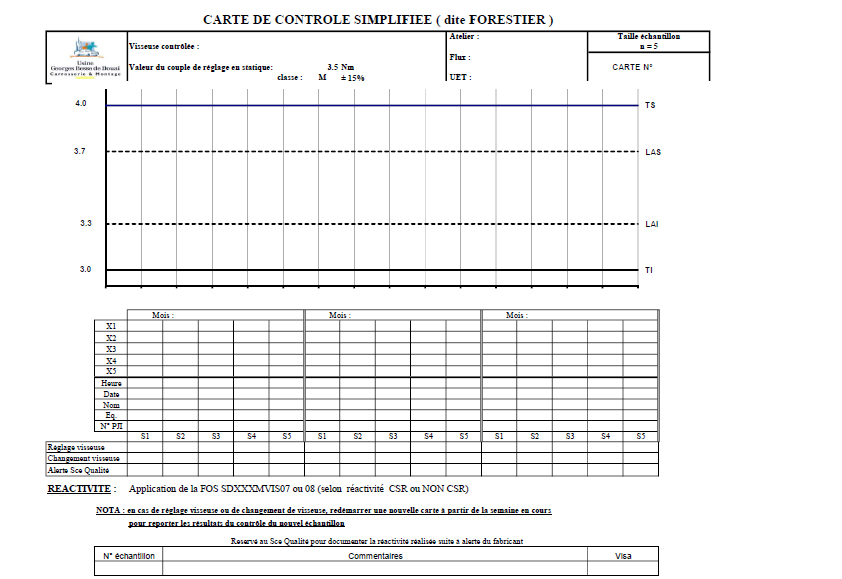 CARTE DE CONTROLE SIMPLIFIEE ( dite FORESTIER )
Usine
Georges Besse de Douai
Carrosserie & Montage
Visseuse contrôlée :
Valeur du couple de réglage en statique: 3.5 Nm
classe : M ± 15%
Atelier :
Flux :
UET :
Taille échantillon
n = 5
CARTE N°
4.0 TS
3.7 LAS
3.3 LAI
3.0 TI
Mois : Mois : Mois :
X1
X2
X3
X4
X5
Heure
Date
Nom
Eq.
N° PJI
S1 S2 S3 S4 S5 S1 S2 S3 S4 S5 S1 S2 S3 S4 S5
Réglage visseuse
Changement visseuse
Alerte Sce Qualité
REACTIVITE : Application de la FOS SDXXXMVIS07 ou 08 (selon réactivité CSR ou NON CSR)
NOTA : en cas de réglage visseuse ou de changement de visseuse, redémarrer une nouvelle carte à partir de la semaine en cours
pour reporter les résultats du contrôle du nouvel échantillon
Reservé au Sce Qualité pour documenter la réactivité réalisée suite à alerte du fabricant
N° échantillon Commentaires Visa